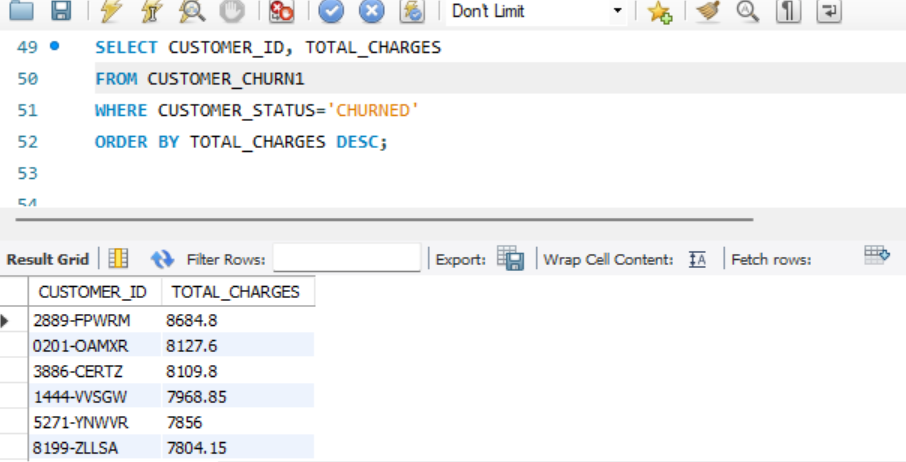 Don't Limit
49 SELECT CUSTOMER_ID, TOTAL_CHARGES
50 FROM CUSTOMER_CHURN1
51 WHERE CUSTOMER_STATUS='CHURNED'
52 ORDER BY TOTAL_CHARGES DESC;
53
54
Result Grid Filter Rows: Export: Wrap Cell Content: IA Fetch rows:
CUSTOMER_ID TOTAL_CHARGES
2889-FPWRM 8684.8
0201-OAMXR 8127.6
3886-CERTZ 8109.8
1444-VVSGW 7968.85
5271-YNWVR 7856
8199-ZLLSA 7804.15